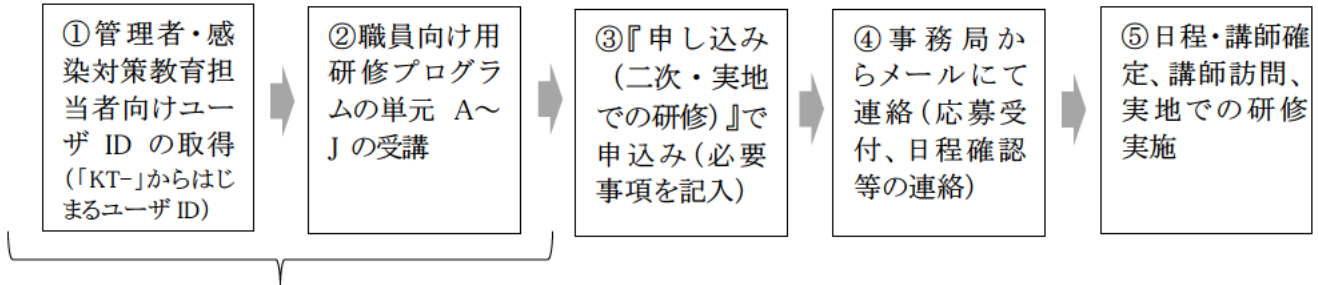 ①管理者・感
染対策教育担
当者向けユー
ザ ID の取得
(「KT-」からはじ
まるユーザ ID)
②職員向け用
研修プログラ
ムの単元 A～
J の受講
③『申し込み
(二次・実地
での研修)』で
申込み(必要
事項を記入)
④事務局か
らメールにて
連絡(応募受
付、日程確認
等の連絡)
⑤日程・講師確
定、講師訪問、
実地での研修
実施